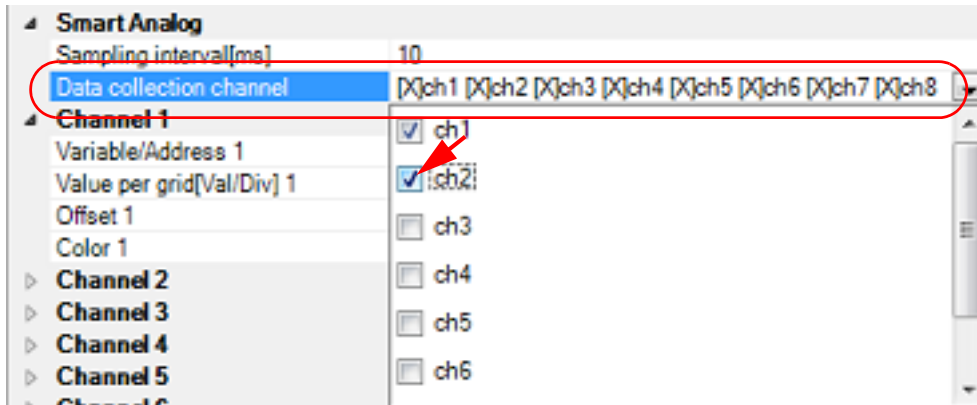 Smart Analog
Sampling interval[ms] 10
Data collection channel [X]ch1 [X]ch2 [X]ch3 [X]ch4 [X]ch5 [X]ch6 [X]ch7 [X]ch8
Channel 1
ch1
Variable/Address 1
Value per grid[Val/Div] 1
ch2
Offset 1
ch3
Color 1
Channel 2
ch4
Channel 3
ch5
Channel 4
Channel 5
ch6
Channel 6